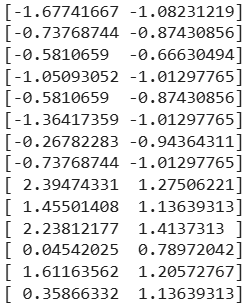 [-1.67741667 -1.08231219]
[-0.73768744 -0.87430856]
[-0.5810659  -0.66630494]
[-1.05093052 -1.01297765]
[-0.5810659  -0.87430856]
[-1.36417359 -1.01297765]
[-0.26782283 -0.94364311]
[-0.73768744 -1.01297765]
[ 2.39474331  1.27506221]
[ 1.45501408  1.13639313]
[ 2.23812177  1.4137313 ]
[ 0.04542025  0.78972042]
[ 1.61163562  1.20572767]
[ 0.35866332  1.13639313]